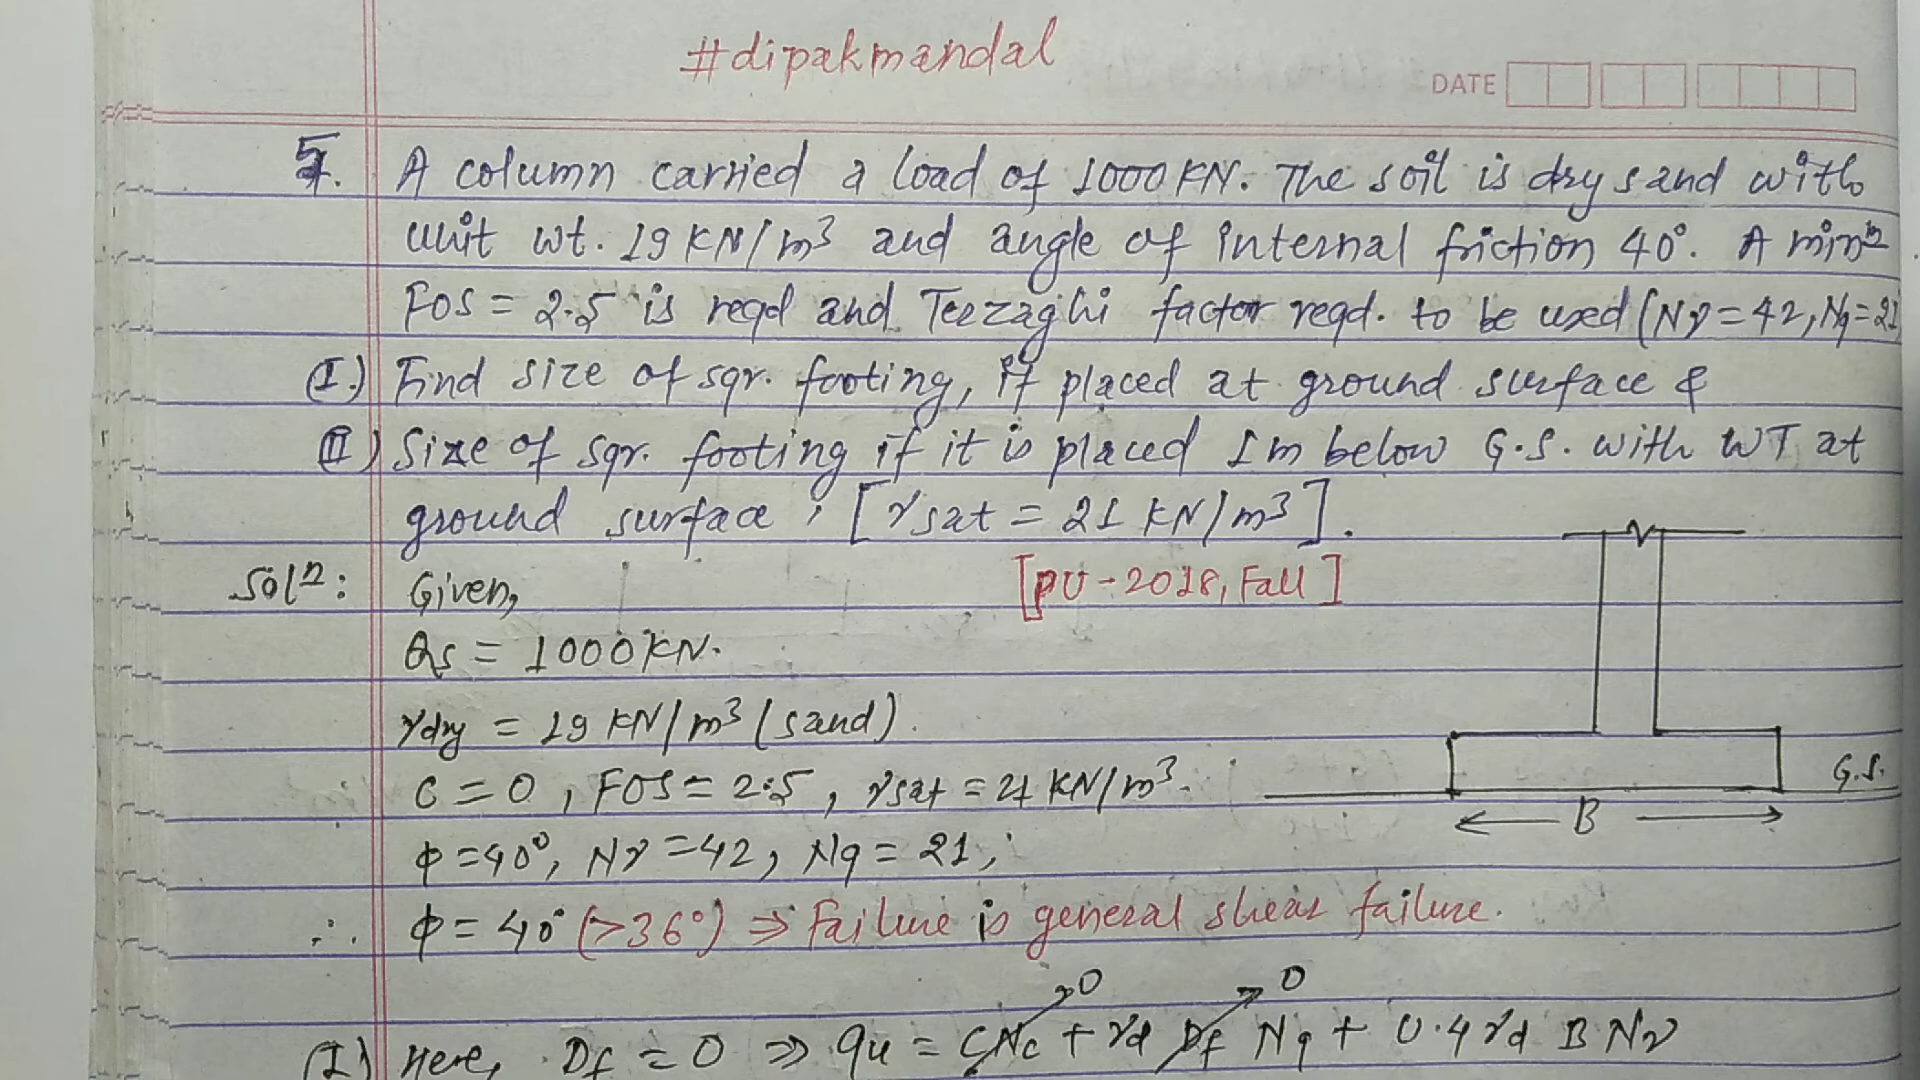 #dipakmandal
DATE
5. A column carried a load of 1000 KN. The soil is dry sand with
unit wt. 19 KN/m³ and angle of internal friction 40°. A minᵐ
FOS = 2.5 is reqd and Terzaghi factor reqd. to be used (Nγ = 42, Nq = 21
(I.) Find size of sqr. footing, if placed at ground surface &
(II) Size of sqr. footing if it is placed 1m below G.S. with WT at
ground surface ; [γsat = 21 KN/m³].
Solⁿ: Given, [PU - 2018, Fall]
Qs = 1000 KN.
γdry = 19 KN/m³ (sand).
C = 0, FOS = 2.5, γsat = 21 KN/m³.
G.S.
B
φ = 40°, Nγ = 42, Nq = 21,
∴ φ = 40° (>36°) ⇒ Failure is general shear failure.
0 0
(I) Here, Df = 0 ⇒ qu = CNc + γd Df Nq + 0.4 γd B Nγ